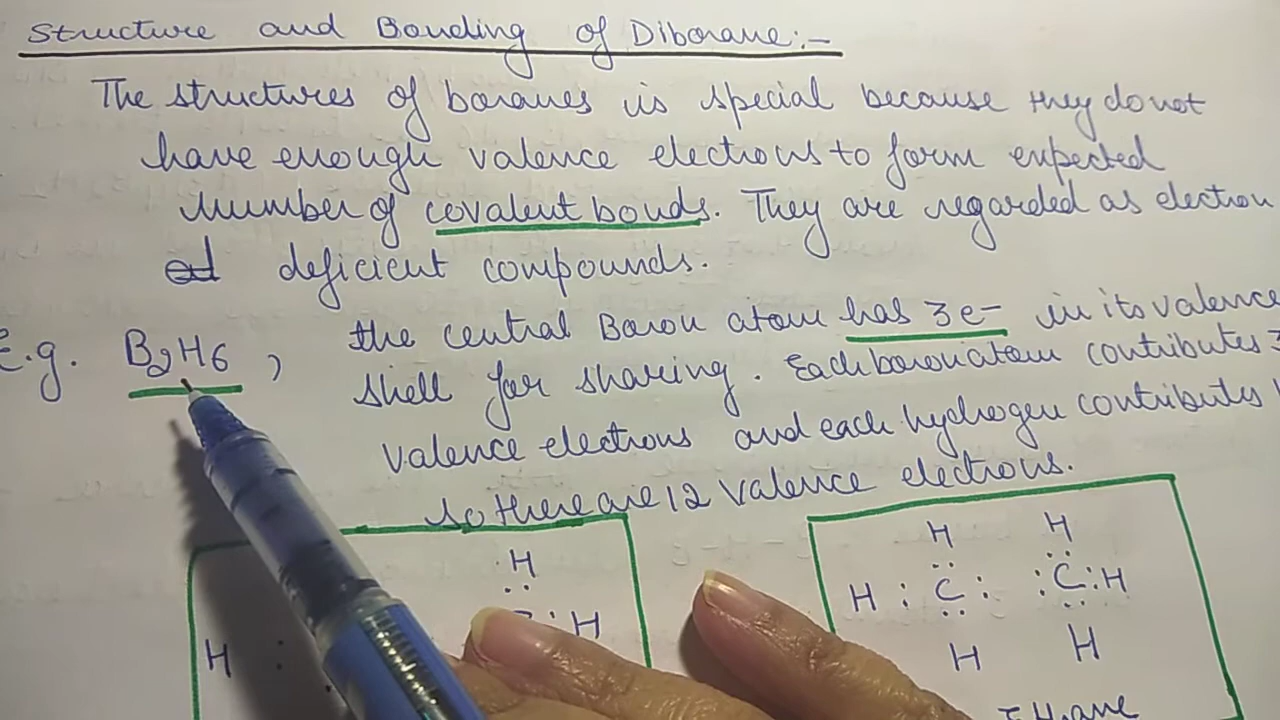 Structure and Bonding of Diborane:-
The structures of boranes is special because they do not
have enough valence electrons to form expected
number of covalent bonds. They are regarded as electron
ed deficient compounds.
E.g. B2H6, the central Boron atom has 3e- in its valence
shell for sharing. Each boron atom contributes 3
valence electrons and each hydrogen contributes 1
so there are 12 valence electrons.
H H H
H : C : : C : H
: H
H :
H H
Ethane